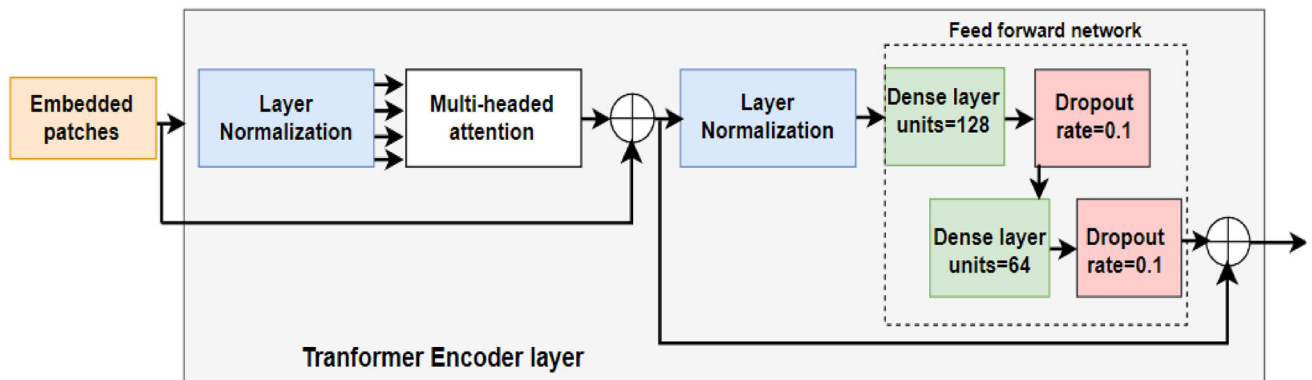 Feed forward network
Embedded
patches
Layer
Normalization
Multi-headed
attention
Layer
Normalization
Dense layer
units=128
Dropout
rate=0.1
Dense layer
units=64
Dropout
rate=0.1
Tranformer Encoder layer